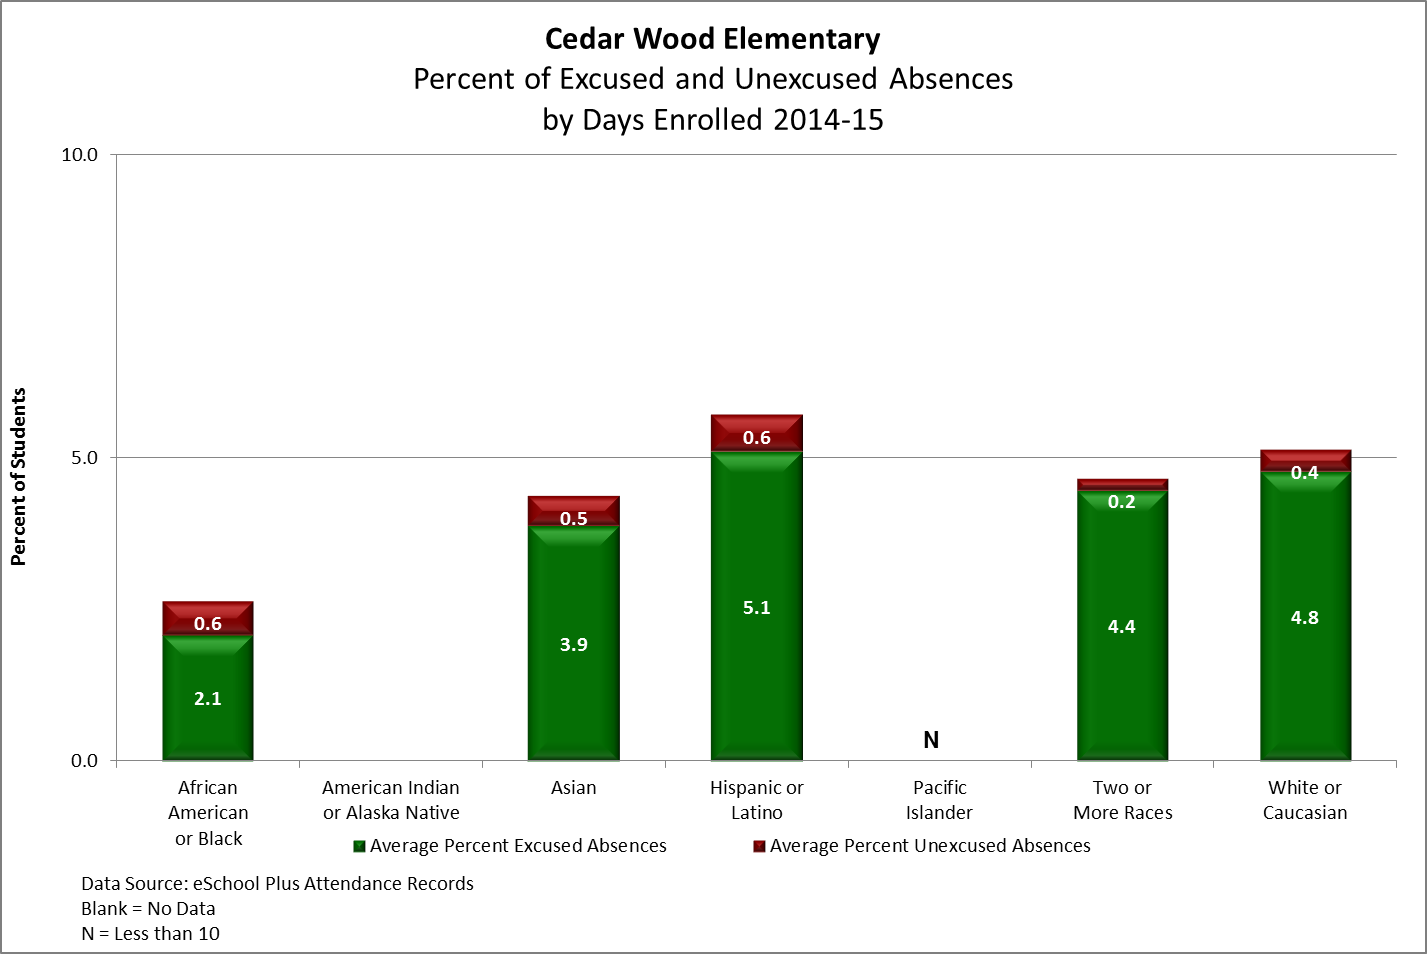 Cedar Wood Elementary
Percent of Excused and Unexcused Absences
by Days Enrolled 2014-15
10.0
5.0
0.0
Percent of Students
0.6
2.1
0.5
3.9
0.6
5.1
N
0.2
4.4
0.4
4.8
African
American
or Black
American Indian
or Alaska Native
Asian
Hispanic or
Latino
Pacific
Islander
Two or
More Races
White or
Caucasian
Average Percent Excused Absences
Average Percent Unexcused Absences
Data Source: eSchool Plus Attendance Records
Blank = No Data
N = Less than 10